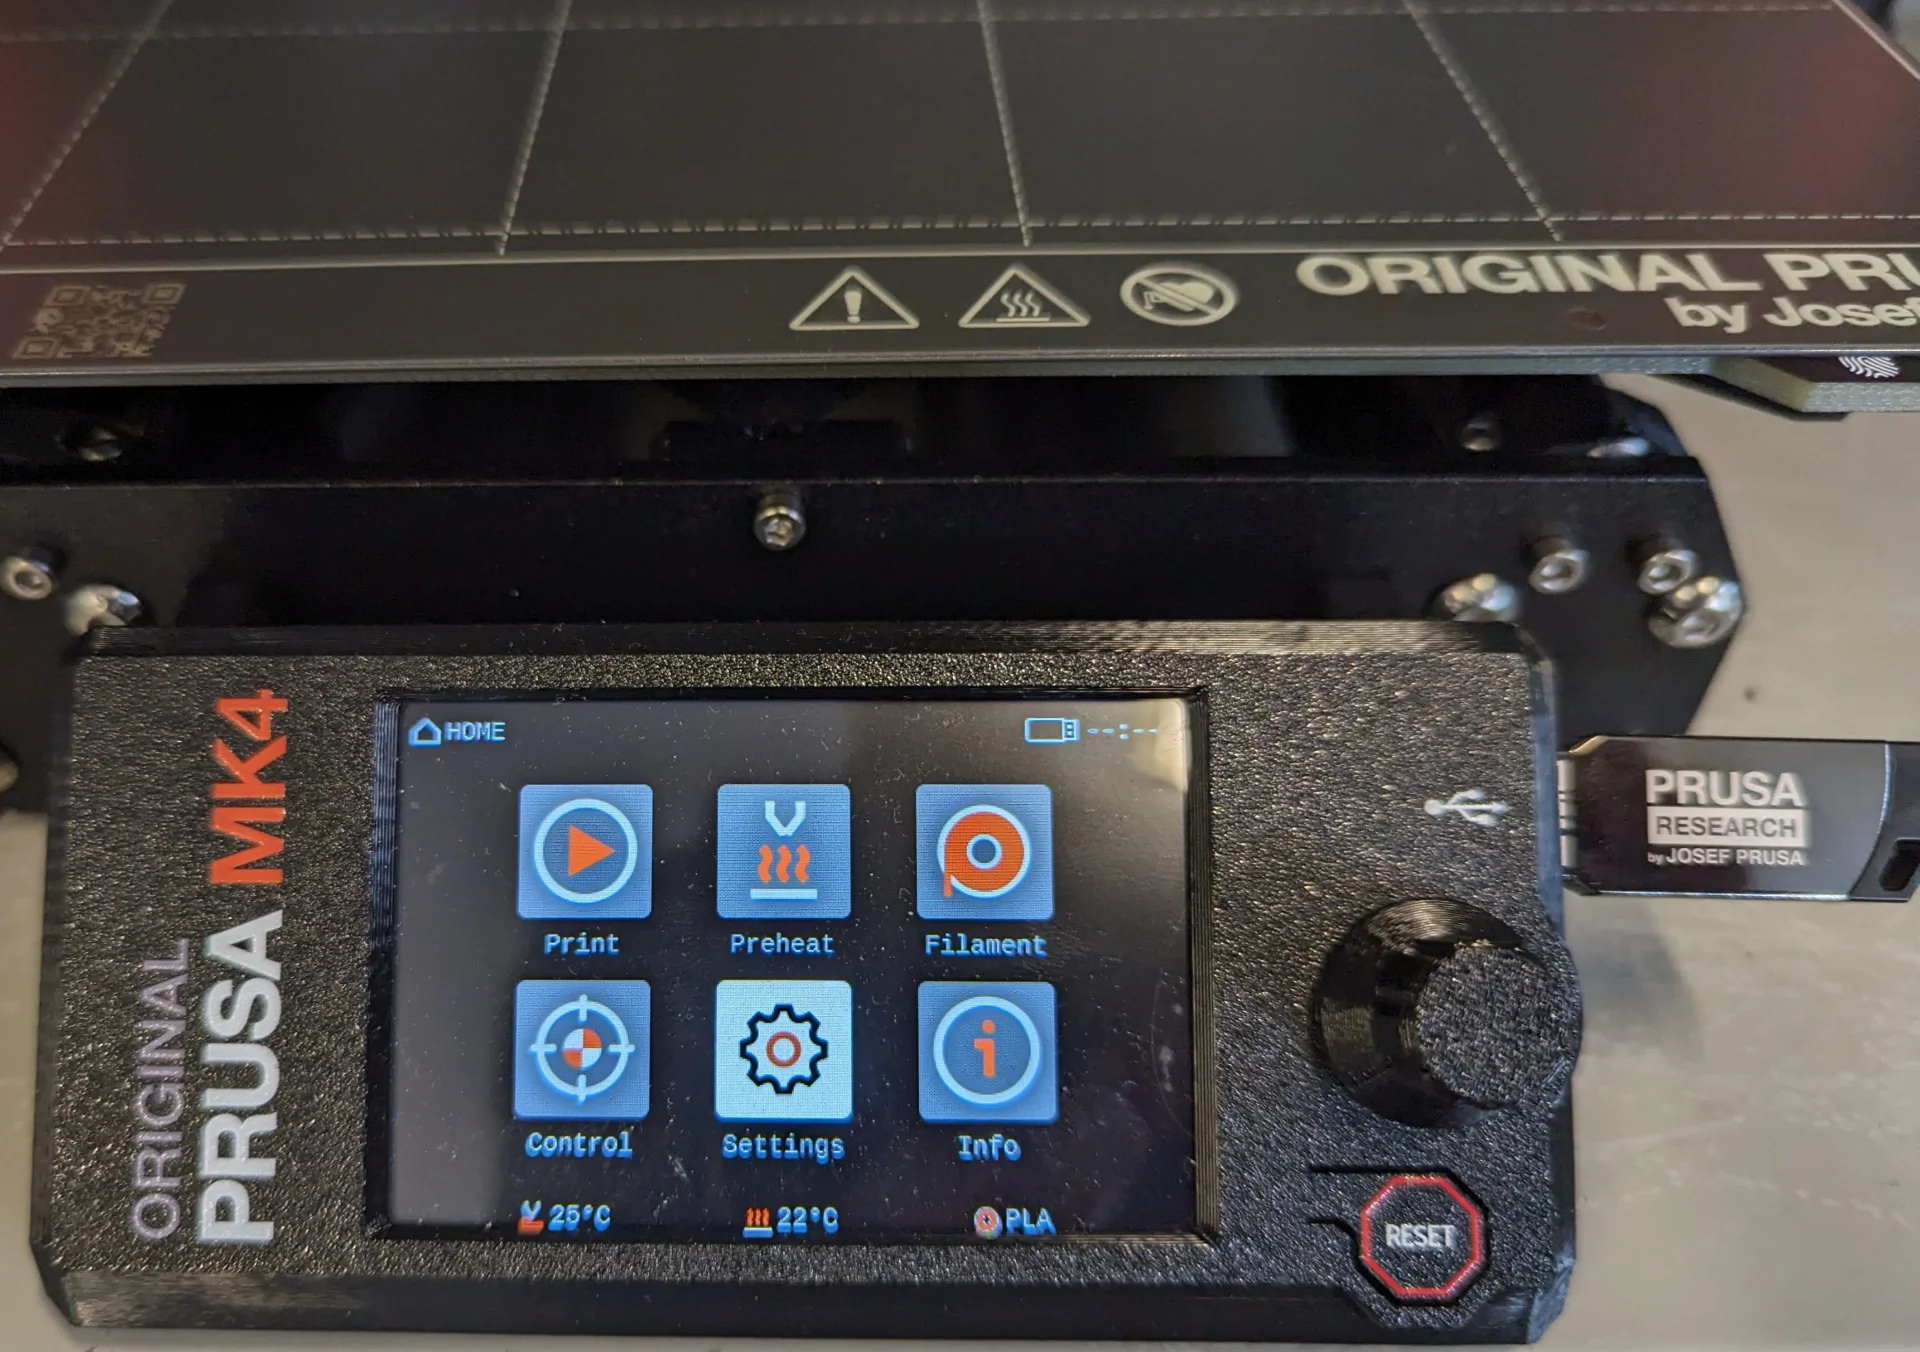 ORIGINAL PRU
by Josef
ORIGINAL
PRUSA MK4
HOME
--:--
Print
Preheat
Filament
Control
Settings
Info
25°C
22°C
PLA
PRUSA
RESEARCH
by JOSEF PRUSA
RESET